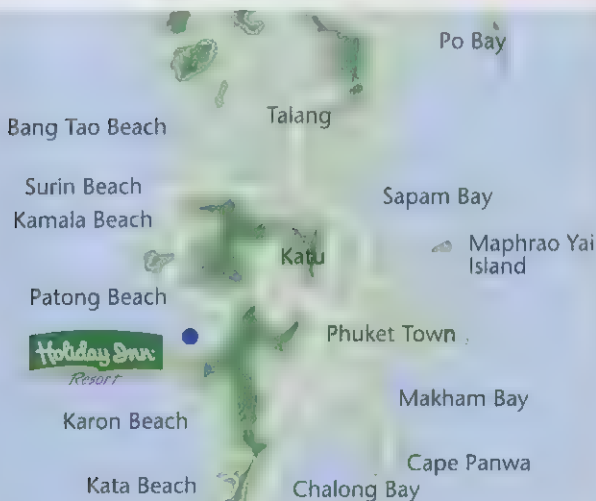 Po Bay
Talang
Bang Tao Beach
Surin Beach
Sapam Bay
Kamala Beach
Maphrao Yai
Island
Katu
Patong Beach
Phuket Town
Holiday Inn
Resort
Makham Bay
Karon Beach
Cape Panwa
Kata Beach
Chalong Bay